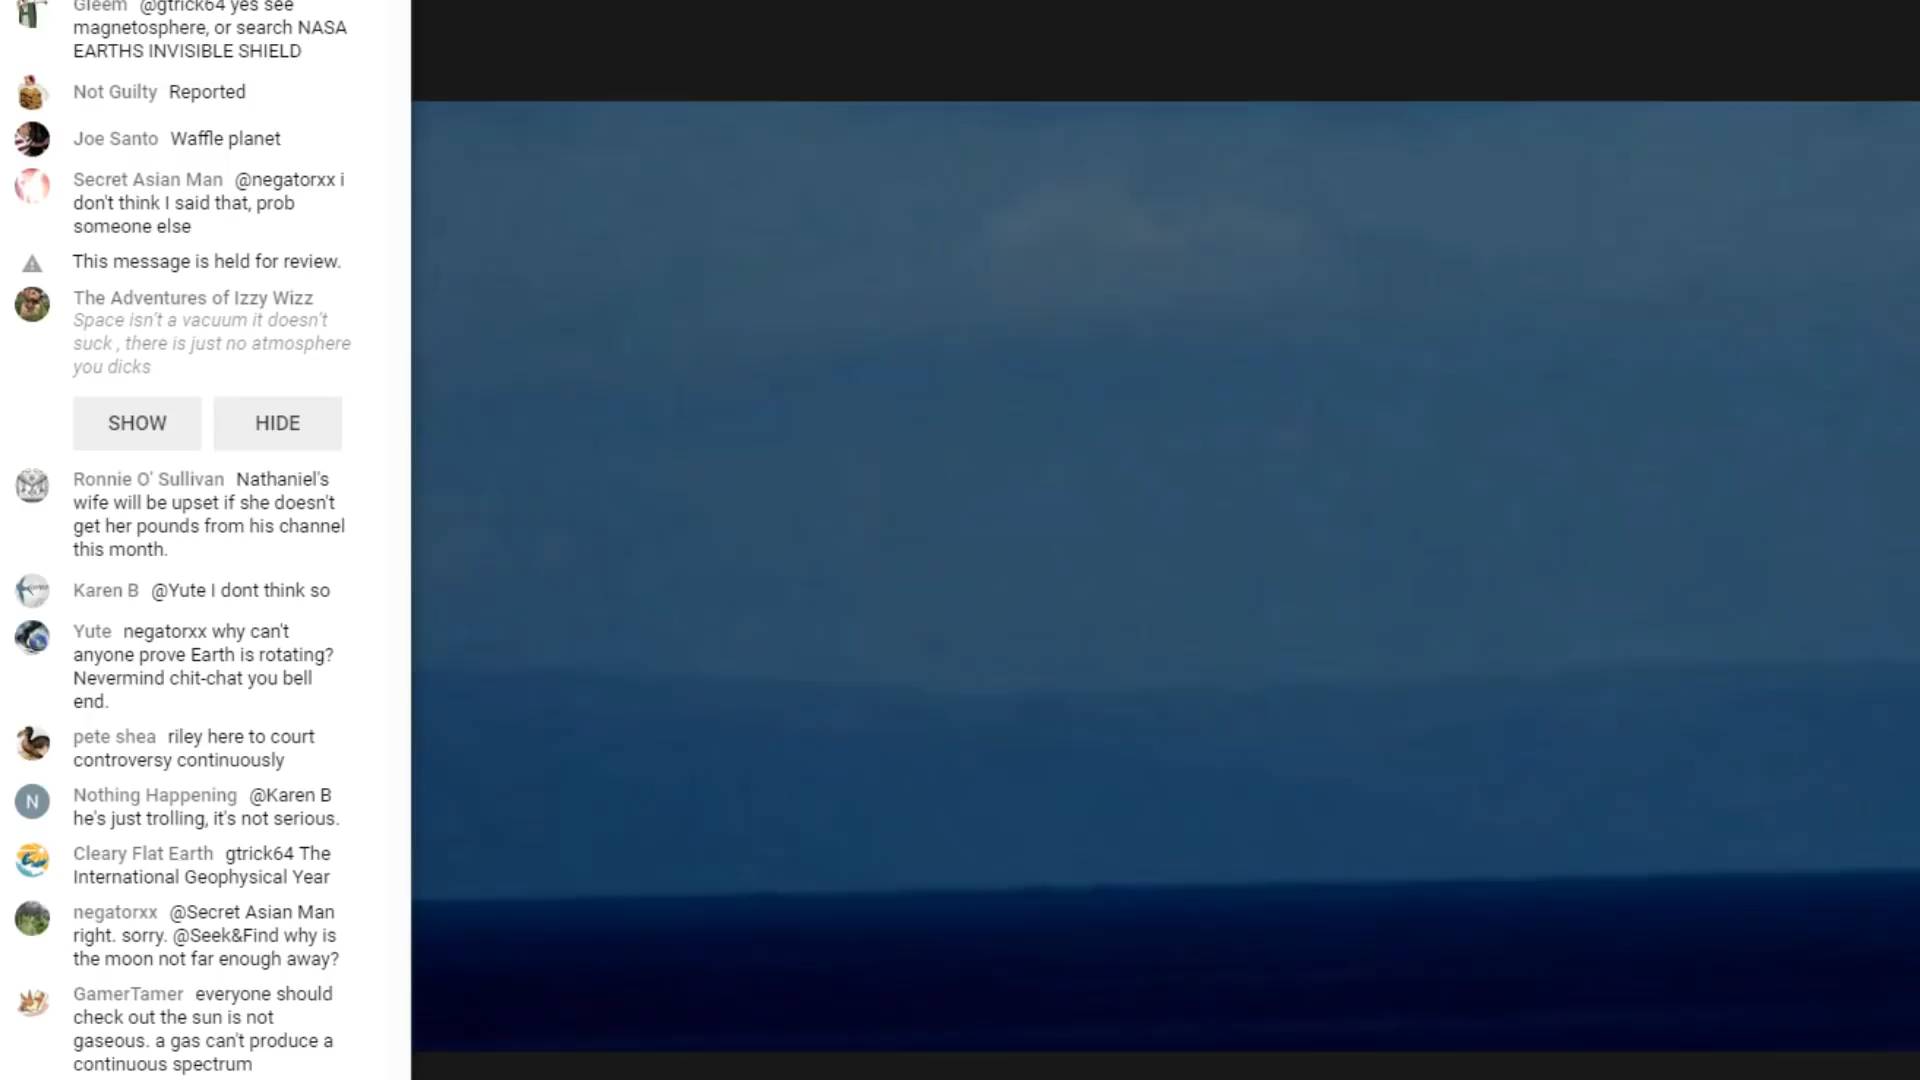 Gleem @gtrick64 yes see
magnetosphere, or search NASA
EARTHS INVISIBLE SHIELD
Not Guilty Reported
Joe Santo Waffle planet
Secret Asian Man @negatorxx i
don't think I said that, prob
someone else
This message is held for review.
The Adventures of Izzy Wizz
Space isn't a vacuum it doesn't
suck , there is just no atmosphere
you dicks
SHOW HIDE
Ronnie O' Sullivan Nathaniel's
wife will be upset if she doesn't
get her pounds from his channel
this month.
Karen B @Yute I dont think so
Yute negatorxx why can't
anyone prove Earth is rotating?
Nevermind chit-chat you bell
end.
pete shea riley here to court
controversy continuously
N
Nothing Happening @Karen B
he's just trolling, it's not serious.
Cleary Flat Earth gtrick64 The
International Geophysical Year
negatorxx @Secret Asian Man
right. sorry. @Seek&Find why is
the moon not far enough away?
GamerTamer everyone should
check out the sun is not
gaseous. a gas can't produce a
continuous spectrum